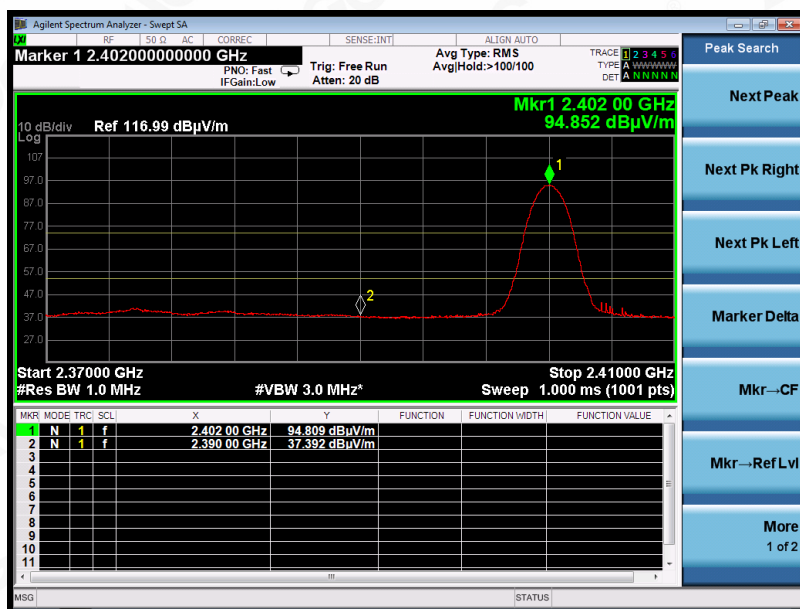 Agilent Spectrum Analyzer - Swept SA
LXI RF 50 Ω AC CORREC SENSE:INT ALIGN AUTO
Marker 1 2.402000000000 GHz
PNO: Fast
IFGain:Low
Trig: Free Run
Atten: 20 dB
Avg Type: RMS
Avg|Hold:>100/100
TRACE 1 2 3 4 5 6
TYPE A WWWWW
DET A N N N N N
Peak Search
Next Peak
Next Pk Right
Next Pk Left
Marker Delta
Mkr→CF
Mkr→Ref Lvl
More
1 of 2
Mkr1 2.402 00 GHz
94.852 dBµV/m
10 dB/div Ref 116.99 dBµV/m
Log
107
97.0
87.0
77.0
67.0
57.0
47.0
37.0
27.0
1
2
Start 2.37000 GHz Stop 2.41000 GHz
#Res BW 1.0 MHz #VBW 3.0 MHz* Sweep 1.000 ms (1001 pts)
MKR MODE TRC SCL X Y FUNCTION FUNCTION WIDTH FUNCTION VALUE
1 N 1 f 2.402 00 GHz 94.809 dBµV/m
2 N 1 f 2.390 00 GHz 37.392 dBµV/m
3
4
5
6
7
8
9
10
11
MSG STATUS